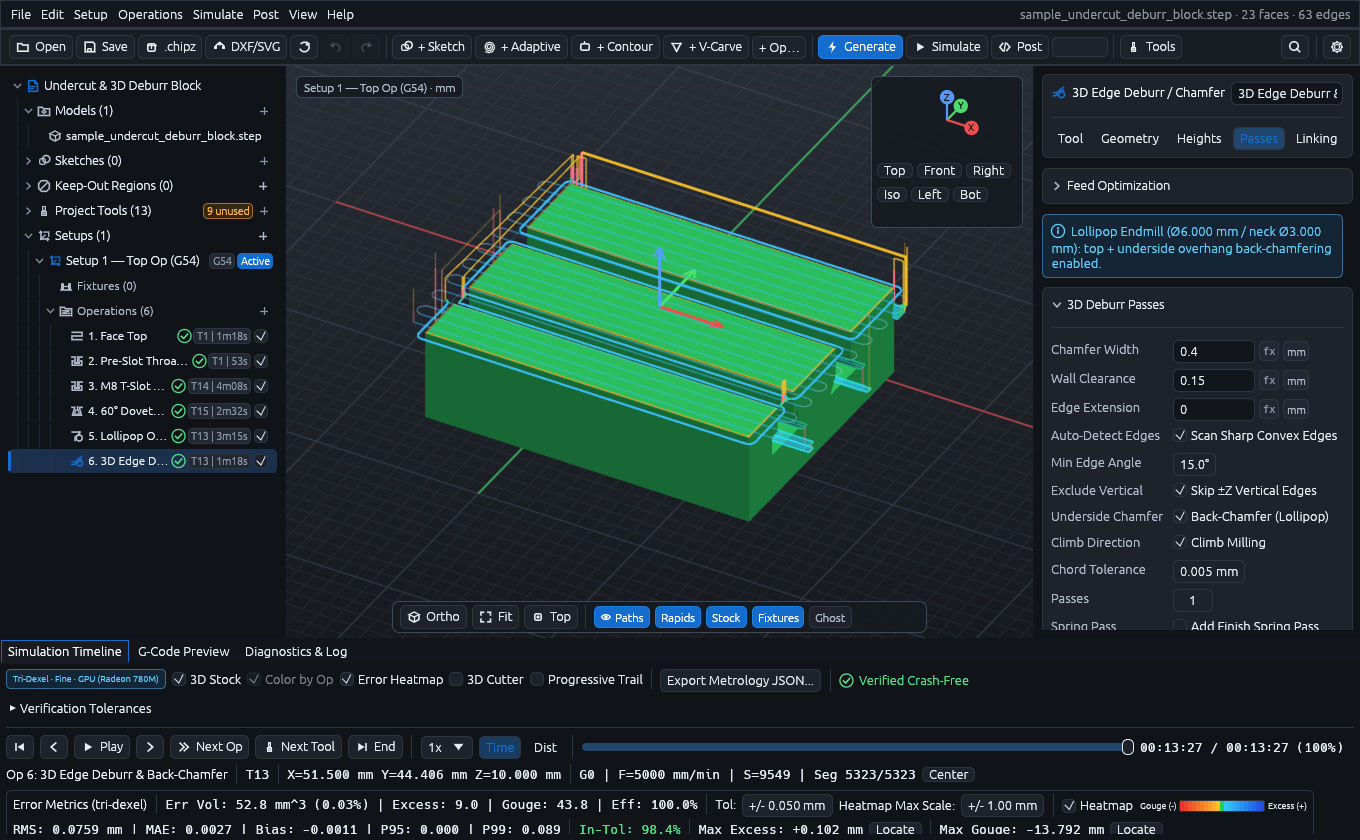 File Edit Setup Operations Simulate Post View Help
sample_undercut_deburr_block.step · 23 faces · 63 edges
Open Save .chipz DXF/SVG + Sketch + Adaptive + Contour + V-Carve + Op... Generate Simulate Post Tools
Undercut & 3D Deburr Block
Models (1)
sample_undercut_deburr_block.step
Sketches (0)
Keep-Out Regions (0)
Project Tools (13) 9 unused
Setups (1)
Setup 1 — Top Op (G54) G54 Active
Fixtures (0)
Operations (6)
1. Face Top T1 | 1m18s
2. Pre-Slot Throa... T1 | 53s
3. M8 T-Slot ... T14 | 4m08s
4. 60° Dovet... T15 | 2m32s
5. Lollipop O... T13 | 3m15s
6. 3D Edge D... T13 | 1m18s
Setup 1 — Top Op (G54) · mm
Z Y X
Top Front Right
Iso Left Bot
Ortho Fit Top Paths Rapids Stock Fixtures Ghost
3D Edge Deburr / Chamfer 3D Edge Deburr &
Tool Geometry Heights Passes Linking
Feed Optimization
Lollipop Endmill (Ø6.000 mm / neck Ø3.000
mm): top + underside overhang back-chamfering
enabled.
3D Deburr Passes
Chamfer Width 0.4 fx mm
Wall Clearance 0.15 fx mm
Edge Extension 0 fx mm
Auto-Detect Edges Scan Sharp Convex Edges
Min Edge Angle 15.0°
Exclude Vertical Skip ±Z Vertical Edges
Underside Chamfer Back-Chamfer (Lollipop)
Climb Direction Climb Milling
Chord Tolerance 0.005 mm
Passes 1
Spring Pass Add Finish Spring Pass
Simulation Timeline G-Code Preview Diagnostics & Log
Tri-Dexel · Fine · GPU (Radeon 780M) 3D Stock Color by Op Error Heatmap 3D Cutter Progressive Trail Export Metrology JSON... Verified Crash-Free
Verification Tolerances
Play Next Op Next Tool End 1x Time Dist 00:13:27 / 00:13:27 (100%)
Op 6: 3D Edge Deburr & Back-Chamfer T13 X=51.500 mm Y=44.406 mm Z=10.000 mm G0 | F=5000 mm/min | S=9549 | Seg 5323/5323 Center
Error Metrics (tri-dexel) Err Vol: 52.8 mm^3 (0.03%) | Excess: 9.0 | Gouge: 43.8 | Eff: 100.0% Tol: +/- 0.050 mm Heatmap Max Scale: +/- 1.00 mm Heatmap Gouge (-) Excess (+)
RMS: 0.0759 mm | MAE: 0.0027 | Bias: -0.0011 | P95: 0.000 | P99: 0.089 In-Tol: 98.4% Max Excess: +0.102 mm Locate Max Gouge: -13.792 mm Locate